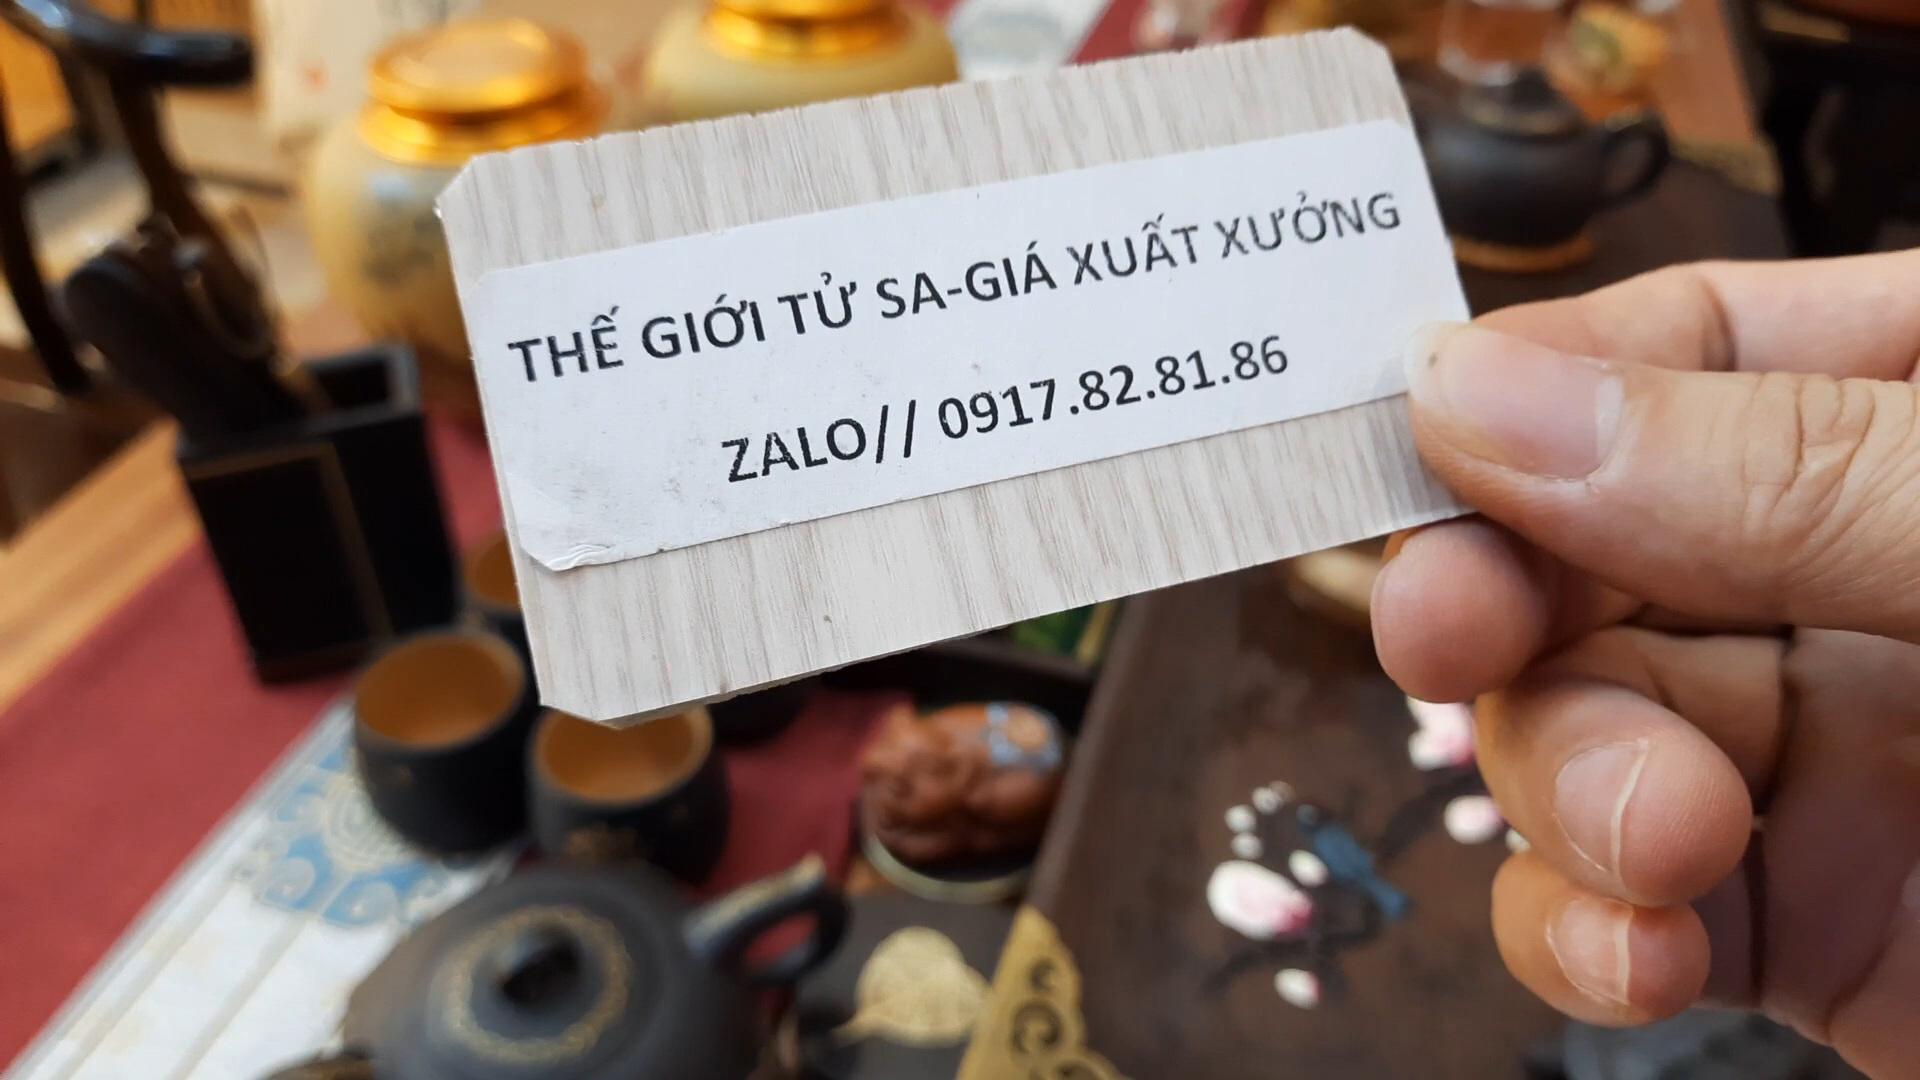 THẾ GIỚI TỬ SA-GIÁ XUẤT XƯỞNG
ZALO// 0917.82.81.86